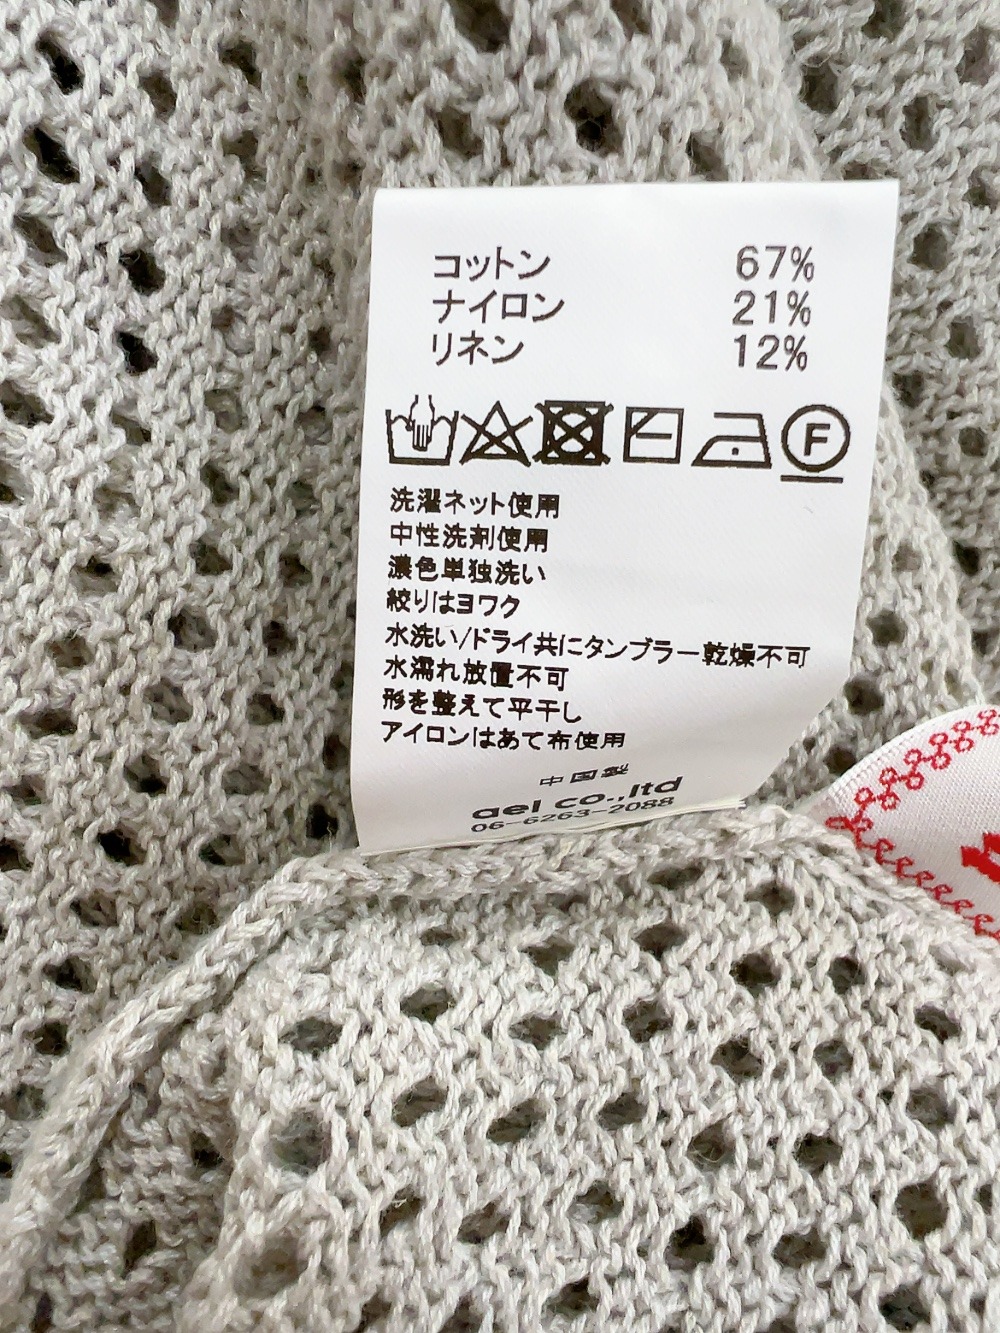 コットン 67%
ナイロン 21%
リネン 12%
F
洗濯ネット使用
中性洗剤使用
濃色単独洗い
絞りはヨワク
水洗い/ドライ共にタンブラー乾燥不可
水濡れ放置不可
形を整えて平干し
アイロンはあて布使用
中国製
ael co.,ltd
06-6263-2088